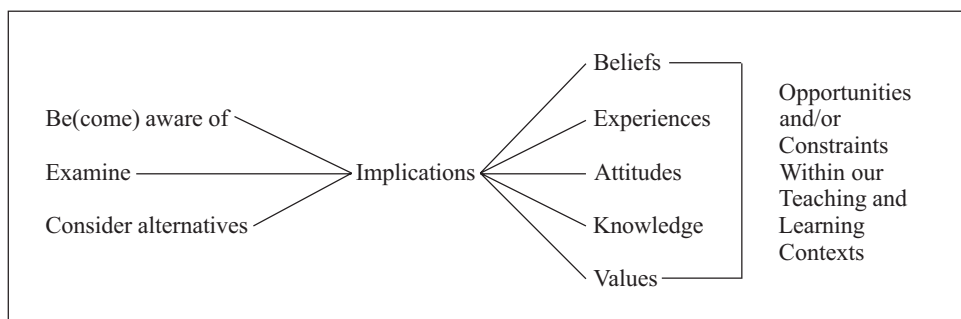 Be(come) aware of
Examine
Consider alternatives
Implications
Beliefs
Experiences
Attitudes
Knowledge
Values
Opportunities
and/or
Constraints
Within our
Teaching and
Learning
Contexts